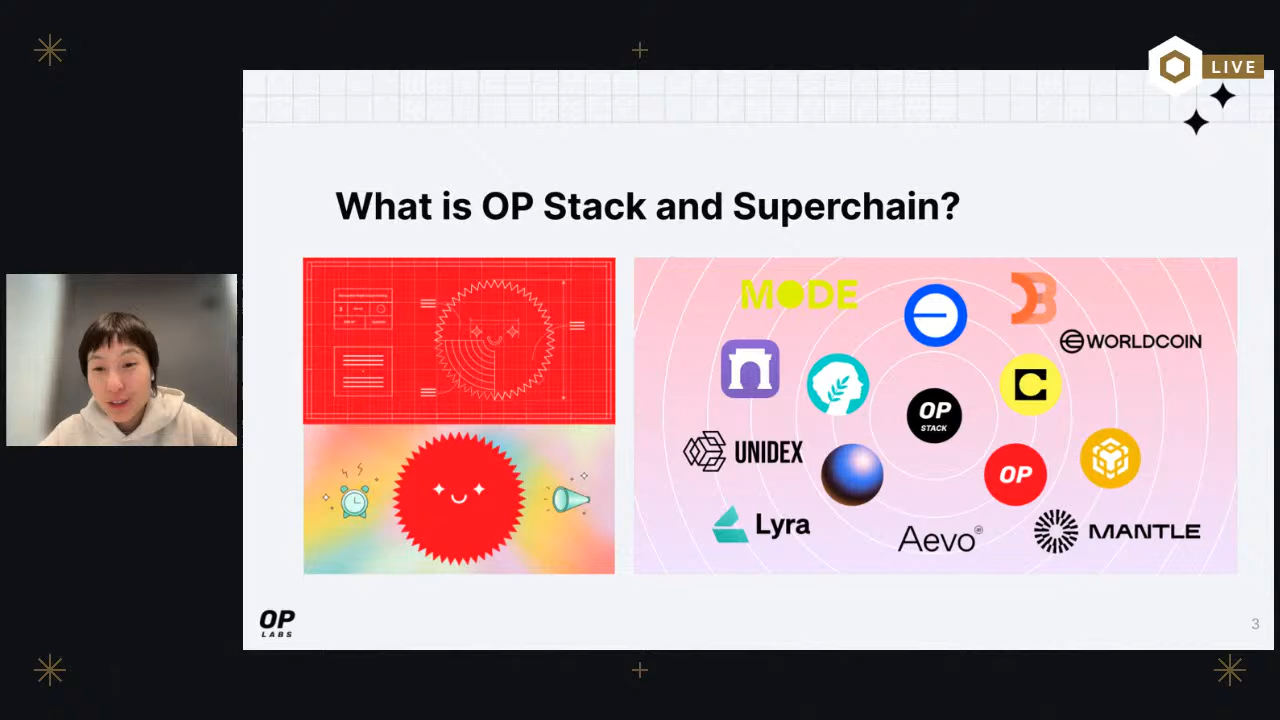 LIVE
What is OP Stack and Superchain?
MODE
B
WORLDCOIN
C
OP
STACK
UNIDEX
OP
Lyra
Aevo
MANTLE
OP
LABS
3